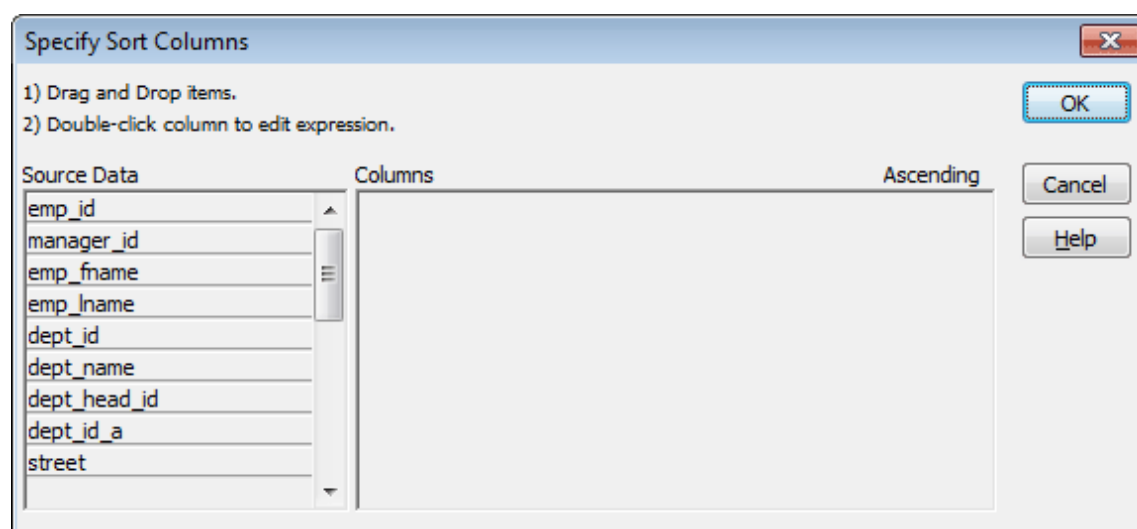 Specify Sort Columns
1) Drag and Drop items.
2) Double-click column to edit expression.
OK
Source Data
Columns
Ascending
Cancel
Help
emp_id
manager_id
emp_fname
emp_lname
dept_id
dept_name
dept_head_id
dept_id_a
street